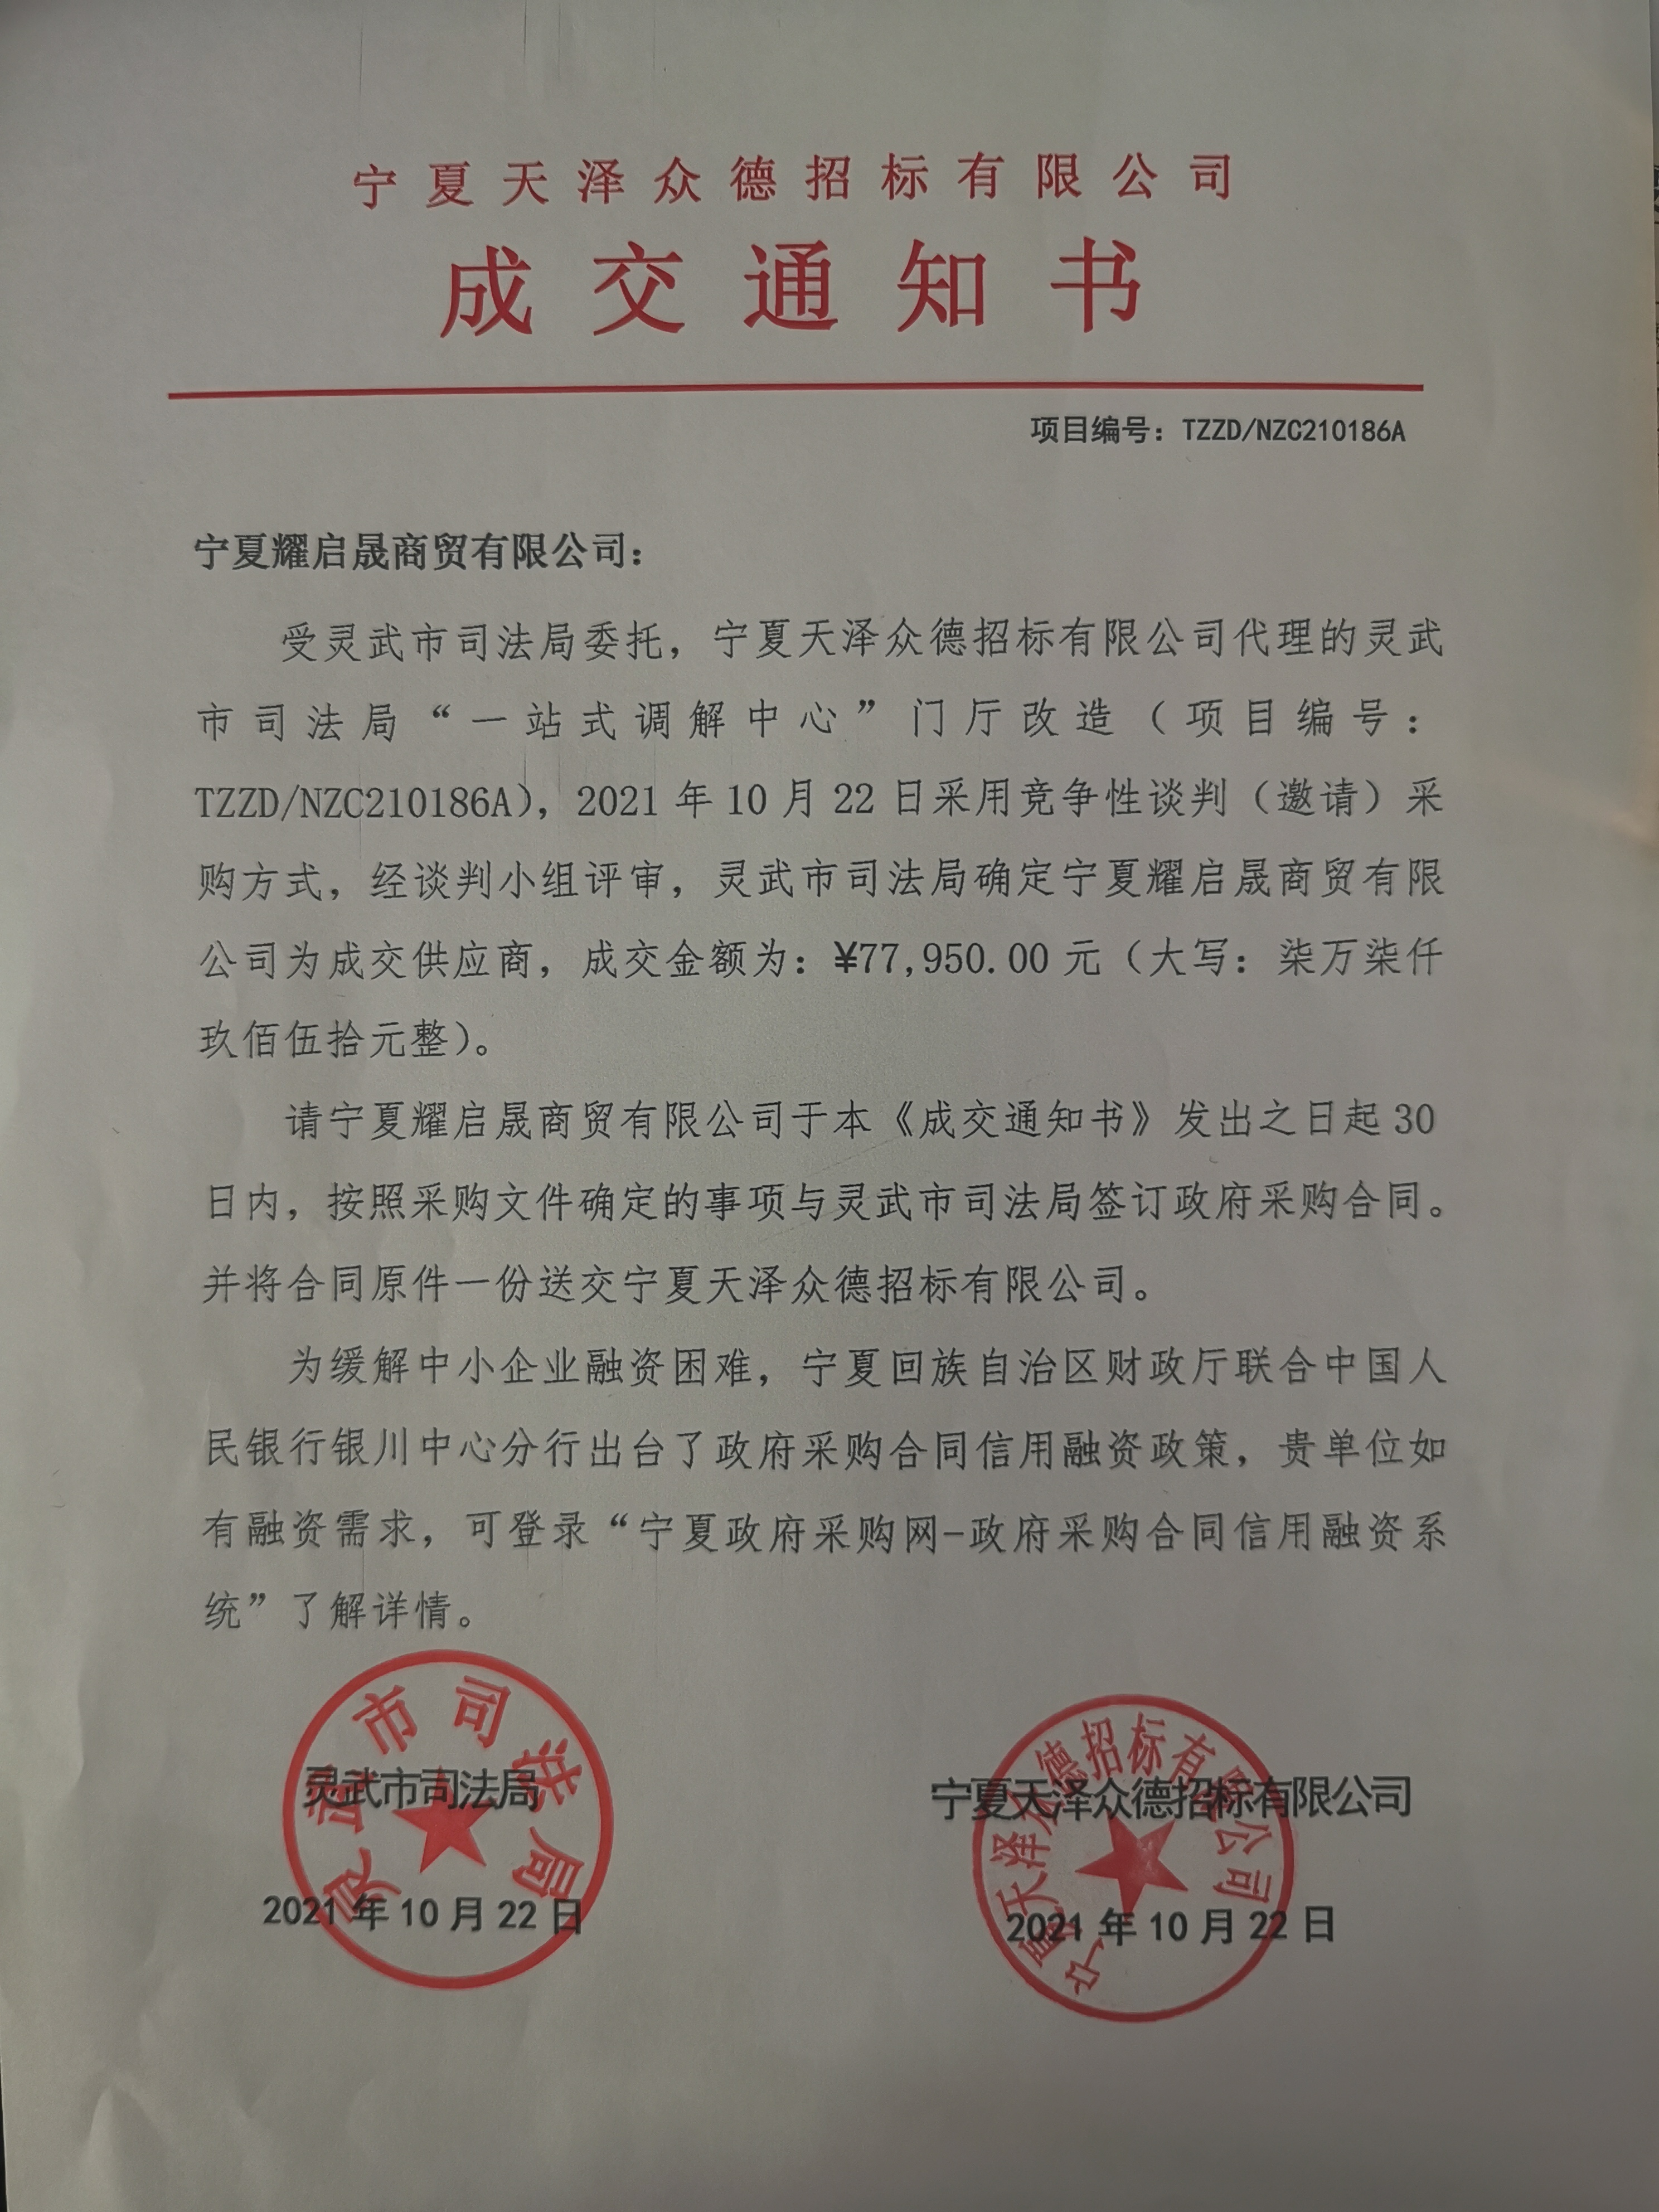 宁夏天泽众德招标有限公司
成交通知书
项目编号：TZZD/NZC210186A
宁夏耀启晟商贸有限公司：
受灵武市司法局委托，宁夏天泽众德招标有限公司代理的灵武
市司法局“一站式调解中心”门厅改造（项目编号：
TZZD/NZC210186A），2021年10月22日采用竞争性谈判（邀请）采
购方式，经谈判小组评审，灵武市司法局确定宁夏耀启晟商贸有限
公司为成交供应商，成交金额为：¥77,950.00元（大写：柒万柒仟
玖佰伍拾元整）。
请宁夏耀启晟商贸有限公司于本《成交通知书》发出之日起30
日内，按照采购文件确定的事项与灵武市司法局签订政府采购合同。
并将合同原件一份送交宁夏天泽众德招标有限公司。
为缓解中小企业融资困难，宁夏回族自治区财政厅联合中国人
民银行银川中心分行出台了政府采购合同信用融资政策，贵单位如
有融资需求，可登录“宁夏政府采购网-政府采购合同信用融资系
统”了解详情。
灵武市司法局
灵武市司法局
2021年10月22日
宁夏天泽众德招标有限公司
宁夏天泽众德招标有限公司
2021年10月22日